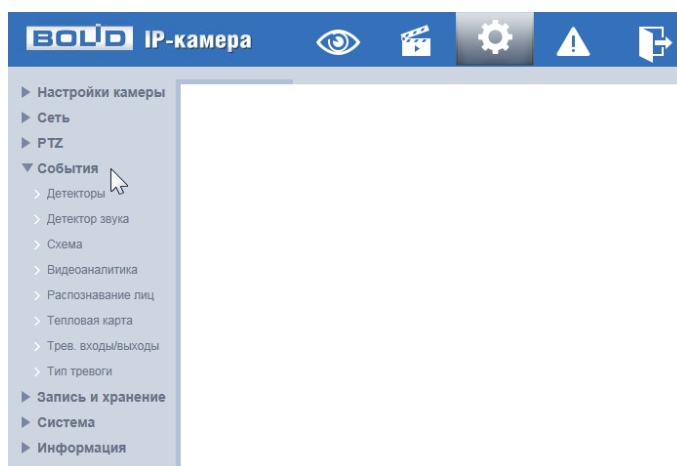 BOLID IP-камера
Настройки камеры
Сеть
PTZ
События
Детекторы
Детектор звука
Схема
Видеоаналитика
Распознавание лиц
Тепловая карта
Трев. входы/выходы
Тип тревоги
Запись и хранение
Система
Информация